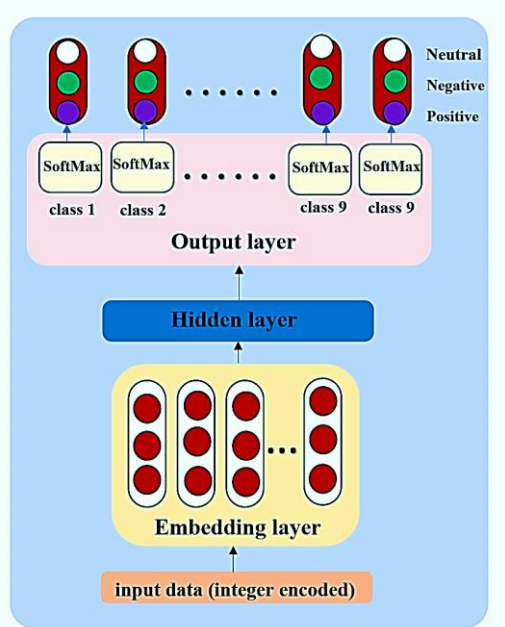 Neutral
Negative
Positive
SoftMax SoftMax SoftMax SoftMax
class 1 class 2 class 9 class 9
Output layer
Hidden layer
Embedding layer
input data (integer encoded)